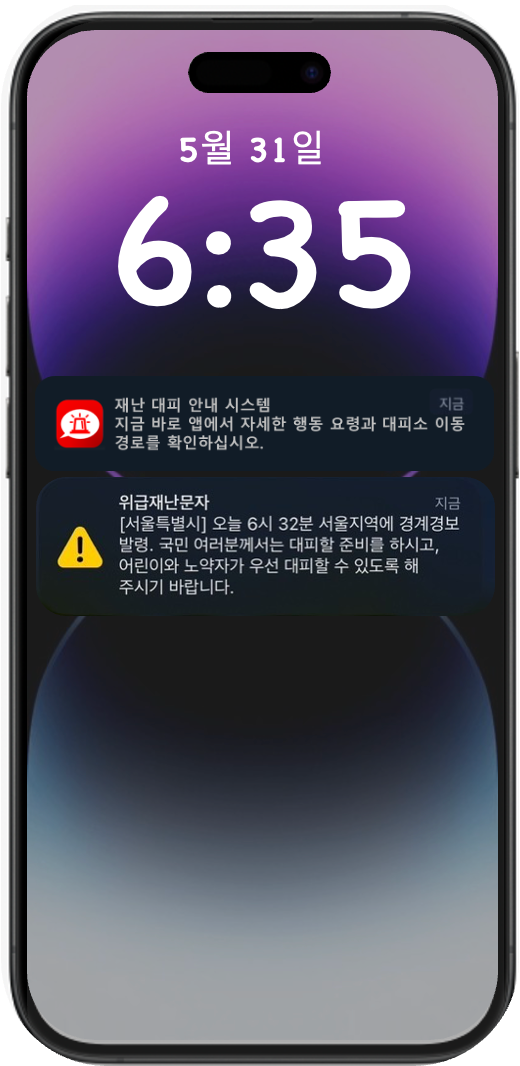 5월 31일
6:35
재난 대피 안내 시스템 지금
지금 바로 앱에서 자세한 행동 요령과 대피소 이동
경로를 확인하십시오.
위급재난문자 지금
[서울특별시] 오늘 6시 32분 서울지역에 경계경보
발령. 국민 여러분께서는 대피할 준비를 하시고,
어린이와 노약자가 우선 대피할 수 있도록 해
주시기 바랍니다.